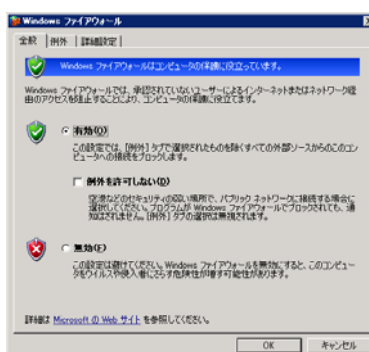 Windows ファイアウォール
全般 例外 詳細設定
Windows ファイアウォールはコンピュータの保護に役立っています。
Windows ファイアウォールでは、承認されていないユーザーによるインターネットまたはネットワーク経
由のアクセスを阻止することにより、コンピュータの保護に役立てます。
有効(O)
この設定では、[例外] タブで選択されたものを除くすべての外部ソースからのこのコン
ピュータへの接続をブロックします。
例外を許可しない(D)
空港などのセキュリティの弱い場所で、パブリック ネットワークに接続する場合に
選択してください。プログラムが Windows ファイアウォールでブロックされても、通
知はされません。[例外] タブの選択は無視されます。
無効(F)
この設定は避けてください。Windows ファイアウォールを無効にすると、このコンピュー
タをウイルスや侵入者にさらす危険性が増す可能性があります。
詳細は Microsoft の Web サイト を参照してください。
OK キャンセル